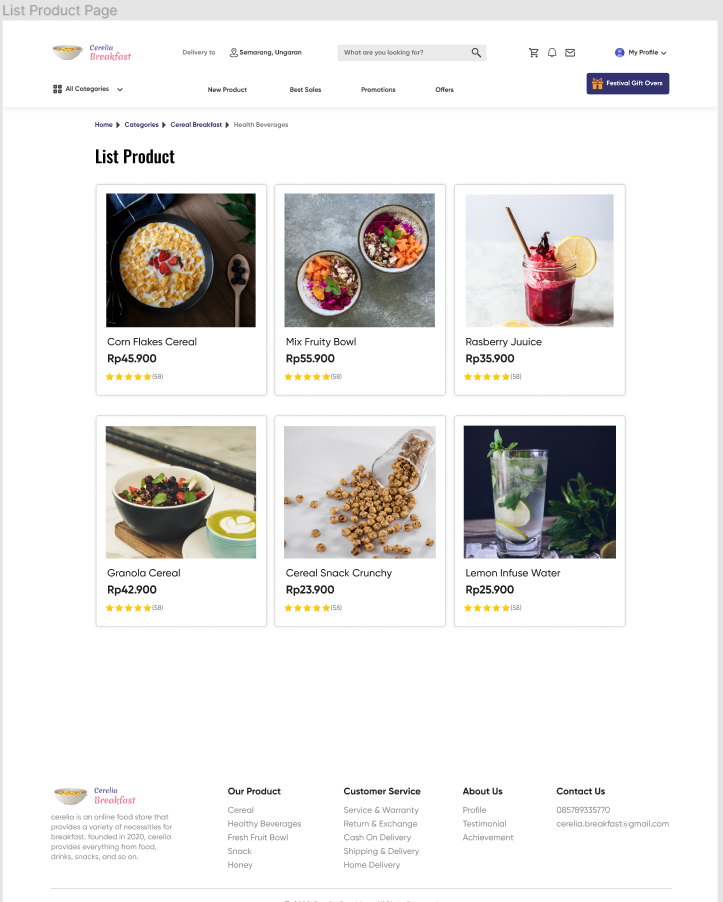 List Product Page
Cerelia
Breakfast
Delivery to
Semarang, Ungaran
What are you looking for?
My Profile
All Categories
New Product
Best Sales
Promotions
Offers
Festival Gift Overs
Home
Categories
Cereal Breakfast
Health Beverages
List Product
Corn Flakes Cereal
Rp45.900
(58)
Mix Fruity Bowl
Rp55.900
(58)
Rasberry Juuice
Rp35.900
(58)
Granola Cereal
Rp42.900
(58)
Cereal Snack Crunchy
Rp23.900
(58)
Lemon Infuse Water
Rp25.900
(58)
Cerelia
Breakfast
cerelia is an online food store that
provides a variety of necessities for
breakfast. founded in 2020, cerelia
provides everything from food,
drinks, snacks, and so on.
Our Product
Cereal
Healthy Beverages
Fresh Fruit Bowl
Snack
Honey
Customer Service
Service & Warranty
Return & Exchange
Cash On Delivery
Shipping & Delivery
Home Delivery
About Us
Profile
Testimonial
Achievement
Contact Us
085789335770
cerelia.breakfast@gmail.com